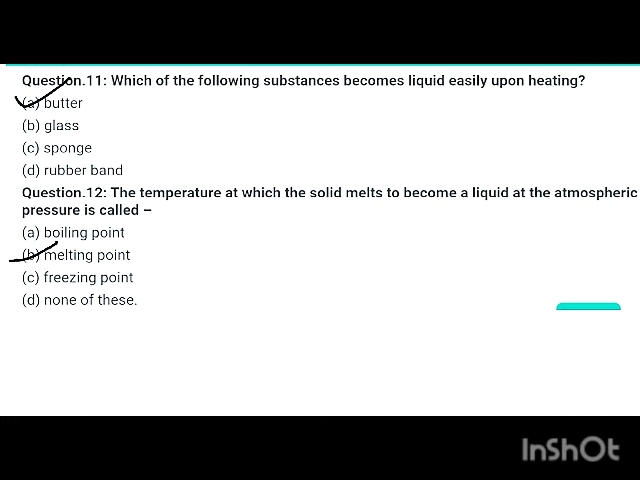 Question.11: Which of the following substances becomes liquid easily upon heating?
(a) butter
(b) glass
(c) sponge
(d) rubber band
Question.12: The temperature at which the solid melts to become a liquid at the atmospheric
pressure is called –
(a) boiling point
(b) melting point
(c) freezing point
(d) none of these.
InShOt